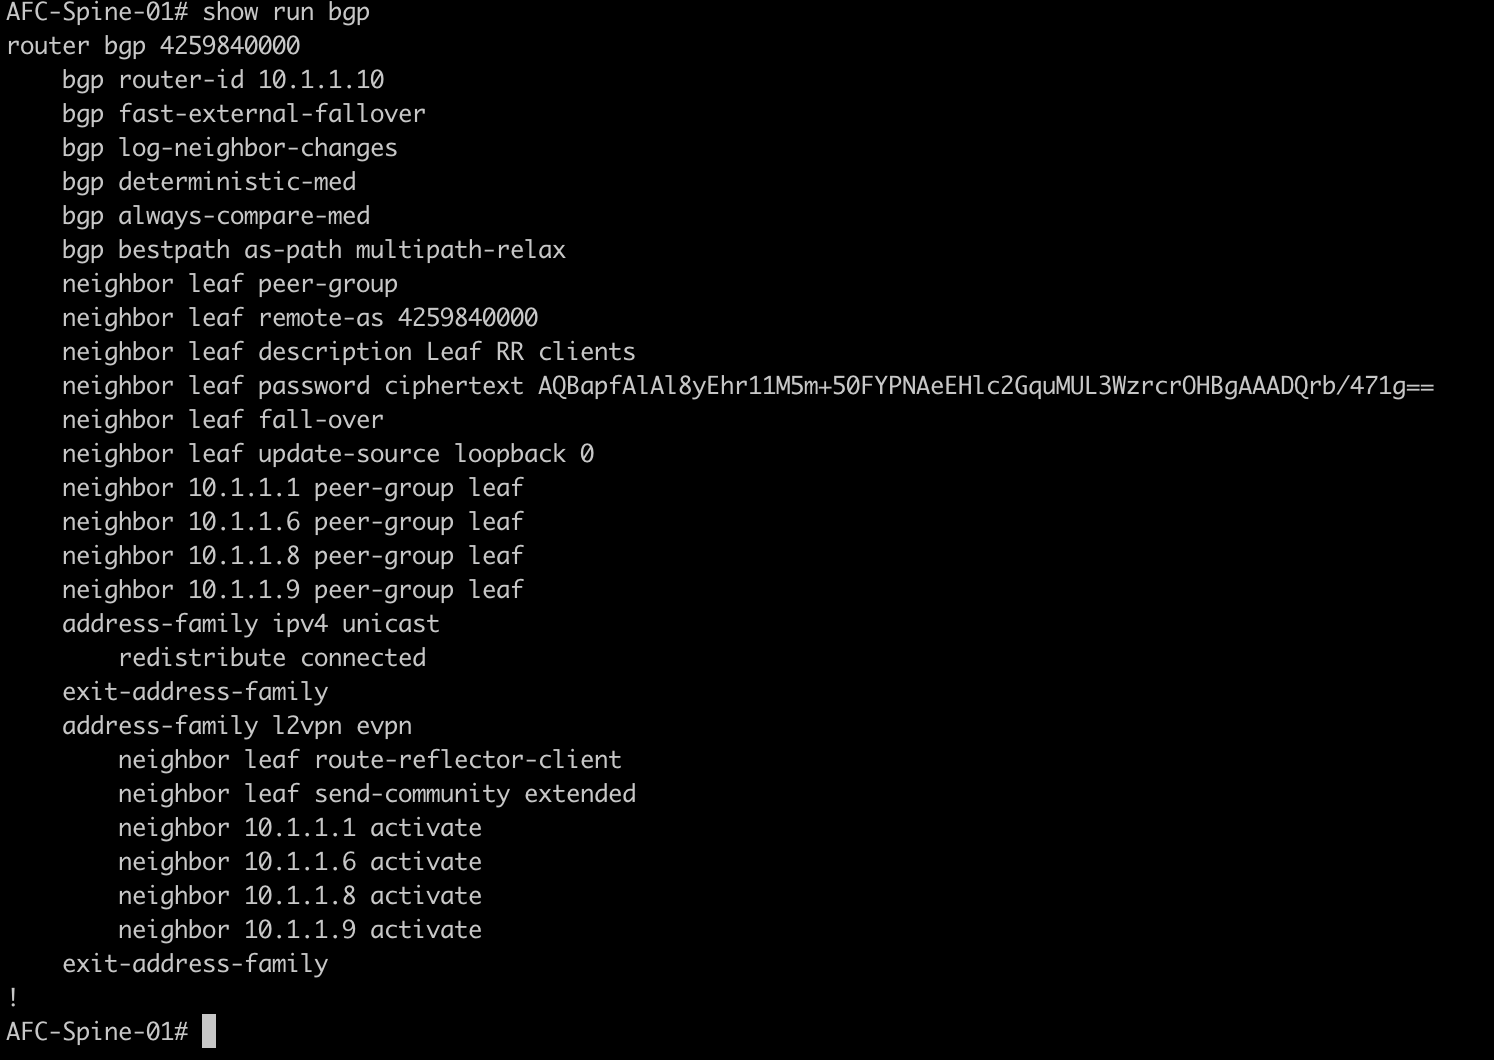 AFC-Spine-01# show run bgp
router bgp 4259840000
    bgp router-id 10.1.1.10
    bgp fast-external-fallover
    bgp log-neighbor-changes
    bgp deterministic-med
    bgp always-compare-med
    bgp bestpath as-path multipath-relax
    neighbor leaf peer-group
    neighbor leaf remote-as 4259840000
    neighbor leaf description Leaf RR clients
    neighbor leaf password ciphertext AQBapfAlAl8yEhr11M5m+50FYPNAeEHlc2GquMUL3WzrcrOHBgAAADQrb/471g==
    neighbor leaf fall-over
    neighbor leaf update-source loopback 0
    neighbor 10.1.1.1 peer-group leaf
    neighbor 10.1.1.6 peer-group leaf
    neighbor 10.1.1.8 peer-group leaf
    neighbor 10.1.1.9 peer-group leaf
    address-family ipv4 unicast
        redistribute connected
    exit-address-family
    address-family l2vpn evpn
        neighbor leaf route-reflector-client
        neighbor leaf send-community extended
        neighbor 10.1.1.1 activate
        neighbor 10.1.1.6 activate
        neighbor 10.1.1.8 activate
        neighbor 10.1.1.9 activate
    exit-address-family
!
AFC-Spine-01#